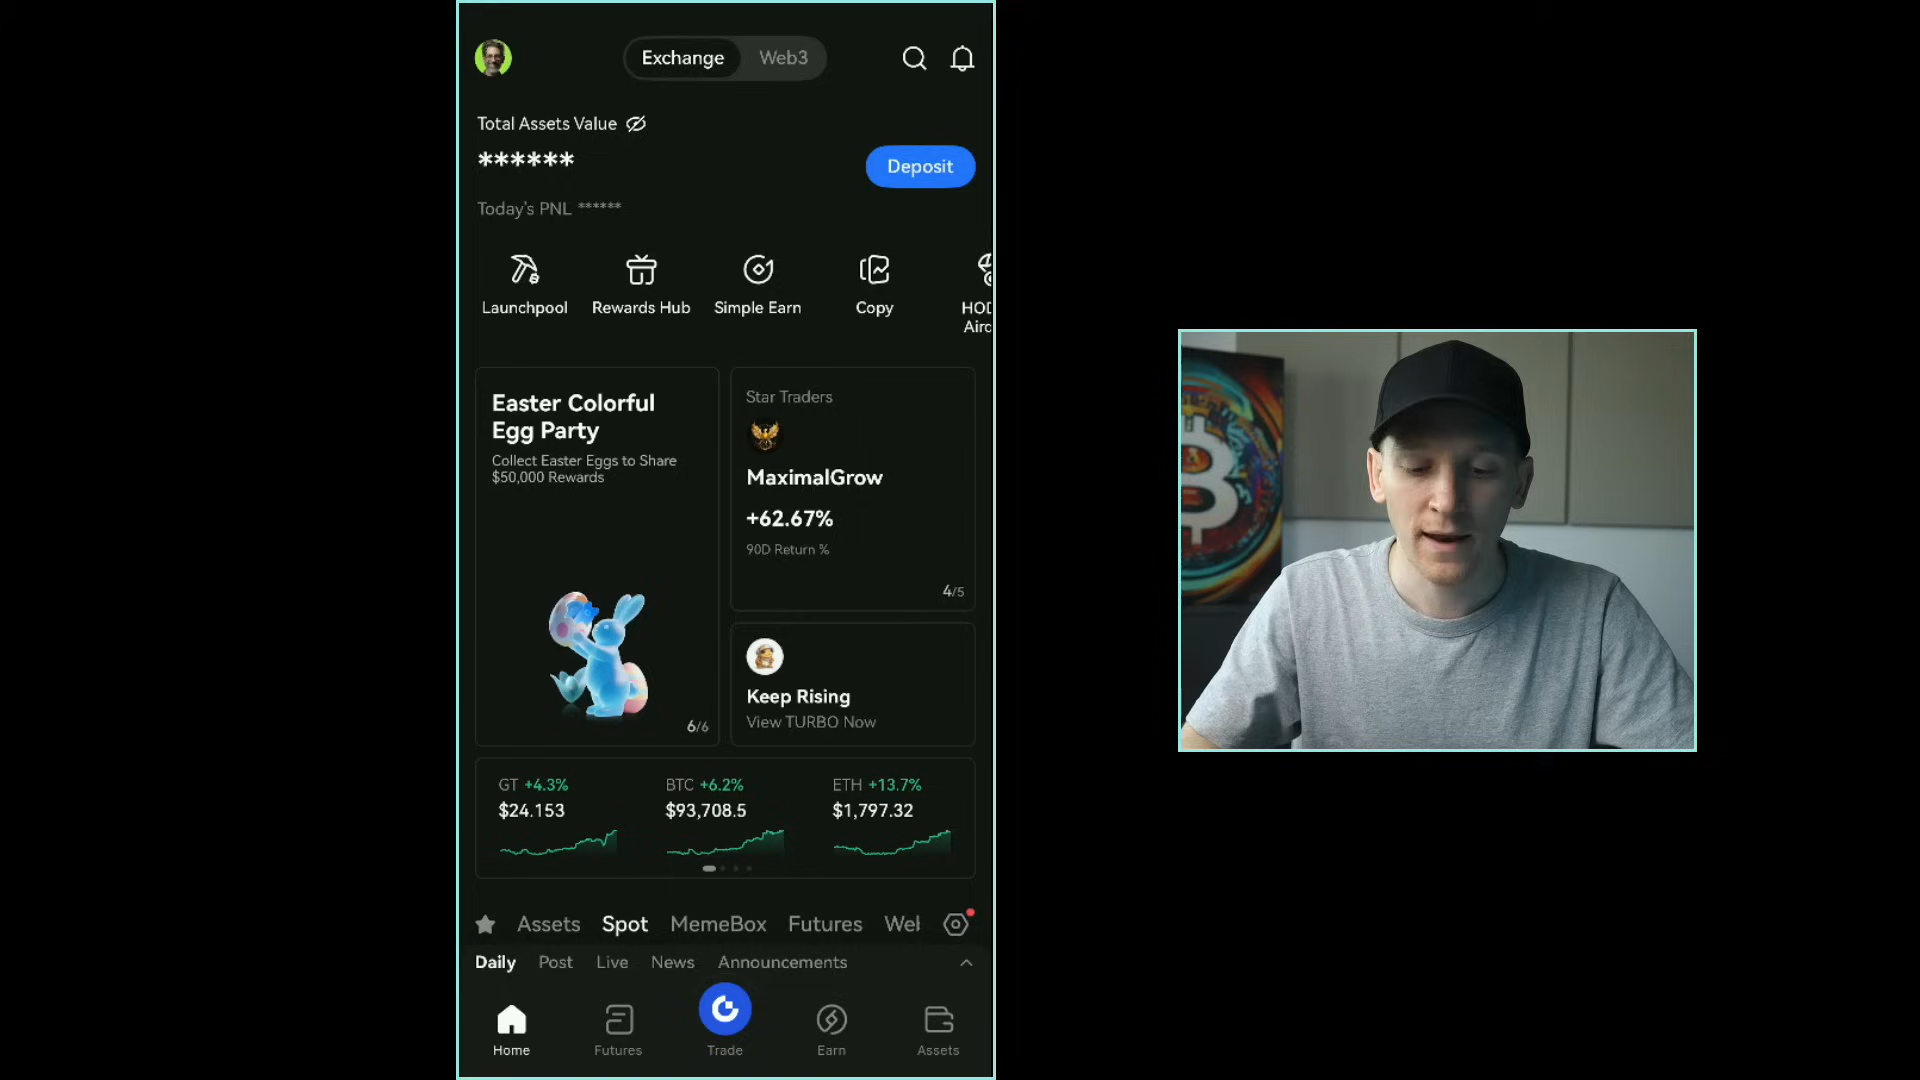 Exchange Web3
Total Assets Value
******
Deposit
Today's PNL ******
Launchpool Rewards Hub Simple Earn Copy
Easter Colorful
Egg Party
Collect Easter Eggs to Share
$50,000 Rewards
6/6
Star Traders
MaximalGrow
+62.67%
90D Return %
4/5
Keep Rising
View TURBO Now
GT +4.3% BTC +6.2% ETH +13.7%
$24.153 $93,708.5 $1,797.32
Assets Spot MemeBox Futures
Daily Post Live News Announcements
Home Futures Trade Earn Assets